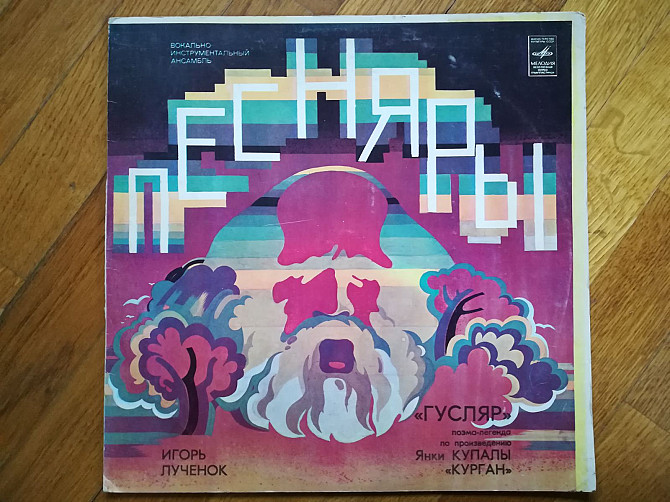 ВОКАЛЬНО
ИНСТРУМЕНТАЛЬНЫЙ
АНСАМБЛЬ
ПЕСНЯРЫ
МЕЛОДИЯ
«ГУСЛЯР»
поэма-легенда
по произведению
Янки КУПАЛЫ
«КУРГАН»
ИГОРЬ
ЛУЧЕНОК